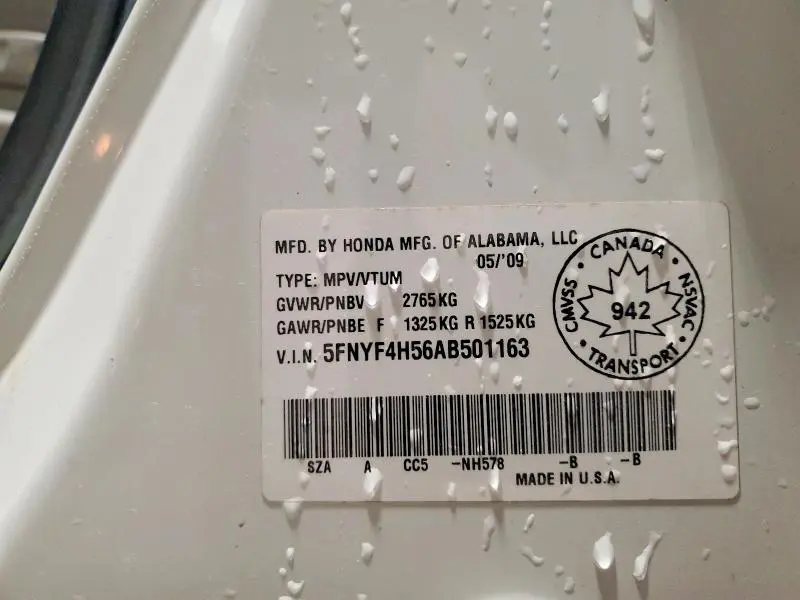 MFD. BY HONDA MFG. OF ALABAMA, LLC
05/'09
TYPE: MPV/VTUM
GVWR/PNBV 2765KG
GAWR/PNBE F 1325KG R 1525KG
V.I.N. 5FNYF4H56AB501163
CANADA · NSVAC · TRANSPORT · CMVSS ·
942
SZA A CC5 -NH578 -B -B
MADE IN U.S.A.